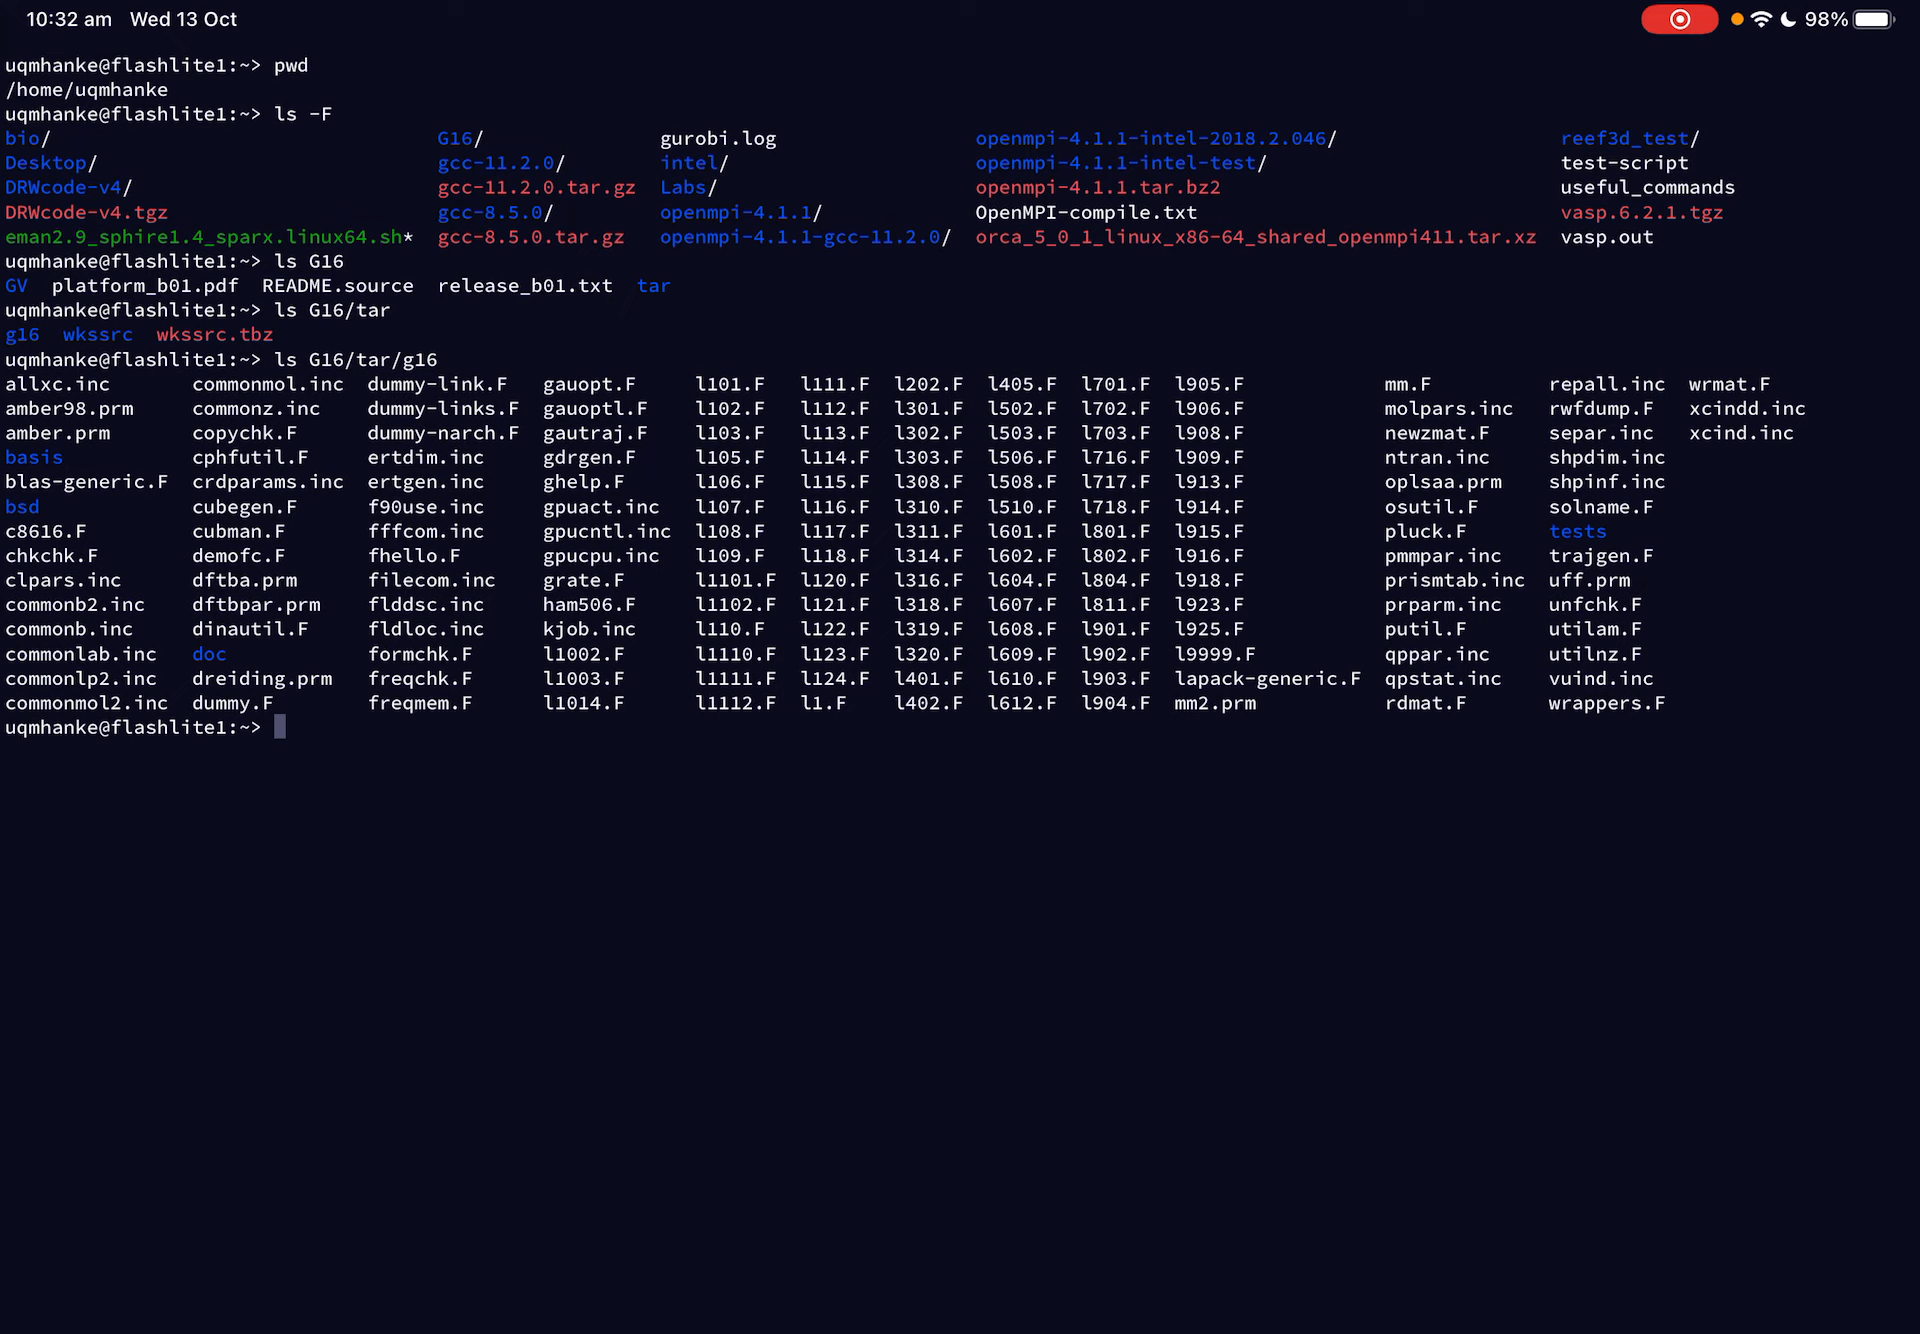 10:32 am Wed 13 Oct 98%
uqmhanke@flashlite1:~> pwd
/home/uqmhanke
uqmhanke@flashlite1:~> ls -F
bio/ G16/ gurobi.log openmpi-4.1.1-intel-2018.2.046/ reef3d_test/
Desktop/ gcc-11.2.0/ intel/ openmpi-4.1.1-intel-test/ test-script
DRWcode-v4/ gcc-11.2.0.tar.gz Labs/ openmpi-4.1.1.tar.bz2 useful_commands
DRWcode-v4.tgz gcc-8.5.0/ openmpi-4.1.1/ OpenMPI-compile.txt vasp.6.2.1.tgz
eman2.9_sphire1.4_sparx.linux64.sh* gcc-8.5.0.tar.gz openmpi-4.1.1-gcc-11.2.0/ orca_5_0_1_linux_x86-64_shared_openmpi411.tar.xz vasp.out
uqmhanke@flashlite1:~> ls G16
GV platform_b01.pdf README.source release_b01.txt tar
uqmhanke@flashlite1:~> ls G16/tar
g16 wkssrc wkssrc.tbz
uqmhanke@flashlite1:~> ls G16/tar/g16
allxc.inc commonmol.inc dummy-link.F gauopt.F l101.F l111.F l202.F l405.F l701.F l905.F mm.F repall.inc wrmat.F
amber98.prm commonz.inc dummy-links.F gauoptl.F l102.F l112.F l301.F l502.F l702.F l906.F molpars.inc rwfdump.F xcindd.inc
amber.prm copychk.F dummy-narch.F gautraj.F l103.F l113.F l302.F l503.F l703.F l908.F newzmat.F separ.inc xcind.inc
basis cphfutil.F ertdim.inc gdrgen.F l105.F l114.F l303.F l506.F l716.F l909.F ntran.inc shpdim.inc
blas-generic.F crdparams.inc ertgen.inc ghelp.F l106.F l115.F l308.F l508.F l717.F l913.F oplsaa.prm shpinf.inc
bsd cubegen.F f90use.inc gpuact.inc l107.F l116.F l310.F l510.F l718.F l914.F osutil.F solname.F
c8616.F cubman.F fffcom.inc gpucntl.inc l108.F l117.F l311.F l601.F l801.F l915.F pluck.F tests
chkchk.F demofc.F fhello.F gpucpu.inc l109.F l118.F l314.F l602.F l802.F l916.F pmmpar.inc trajgen.F
clpars.inc dftba.prm filecom.inc grate.F l1101.F l120.F l316.F l604.F l804.F l918.F prismtab.inc uff.prm
commonb2.inc dftbpar.prm flddsc.inc ham506.F l1102.F l121.F l318.F l607.F l811.F l923.F prparm.inc unfchk.F
commonb.inc dinautil.F fldloc.inc kjob.inc l110.F l122.F l319.F l608.F l901.F l925.F putil.F utilam.F
commonlab.inc doc formchk.F l1002.F l1110.F l123.F l320.F l609.F l902.F l9999.F qppar.inc utilnz.F
commonlp2.inc dreiding.prm freqchk.F l1003.F l1111.F l124.F l401.F l610.F l903.F lapack-generic.F qpstat.inc vuind.inc
commonmol2.inc dummy.F freqmem.F l1014.F l1112.F l1.F l402.F l612.F l904.F mm2.prm rdmat.F wrappers.F
uqmhanke@flashlite1:~>